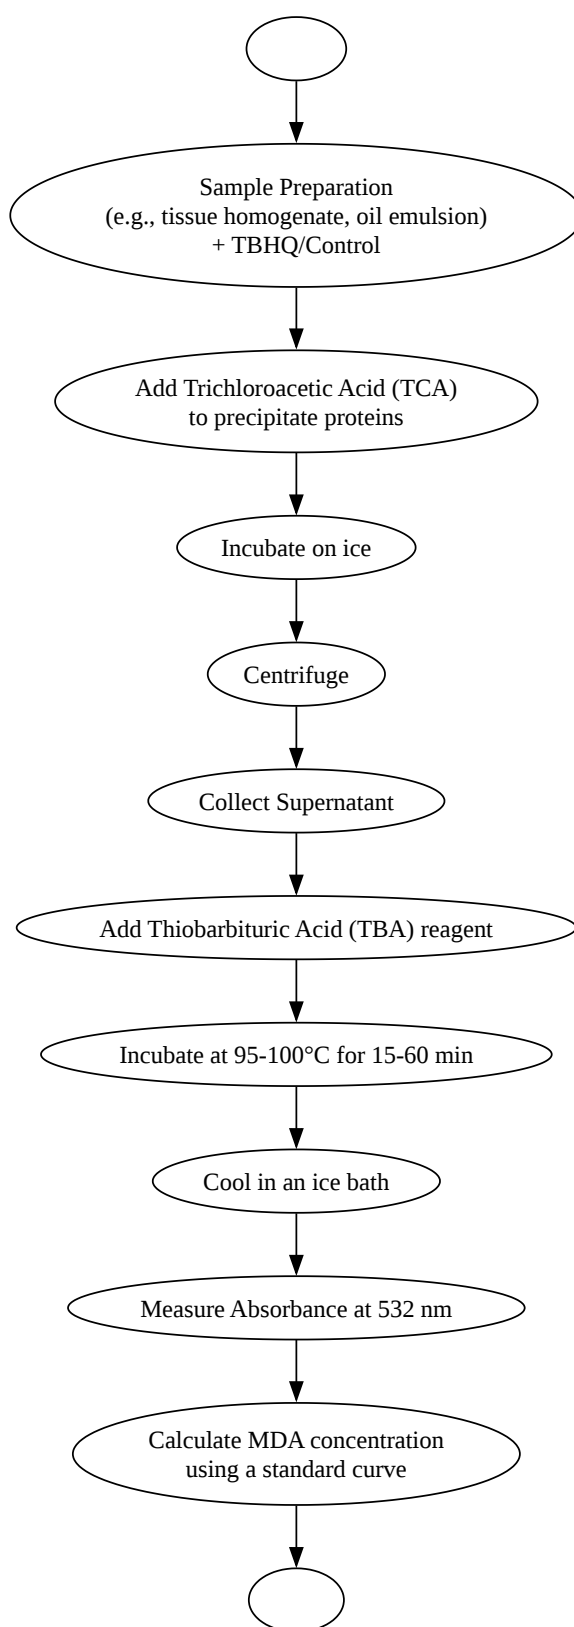 Sample Preparation
(e.g., tissue homogenate, oil emulsion)
+ TBHQ/Control
Add Trichloroacetic Acid (TCA)
to precipitate proteins
Incubate on ice
Centrifuge
Collect Supernatant
Add Thiobarbituric Acid (TBA) reagent
Incubate at 95-100°C for 15-60 min
Cool in an ice bath
Measure Absorbance at 532 nm
Calculate MDA concentration
using a standard curve